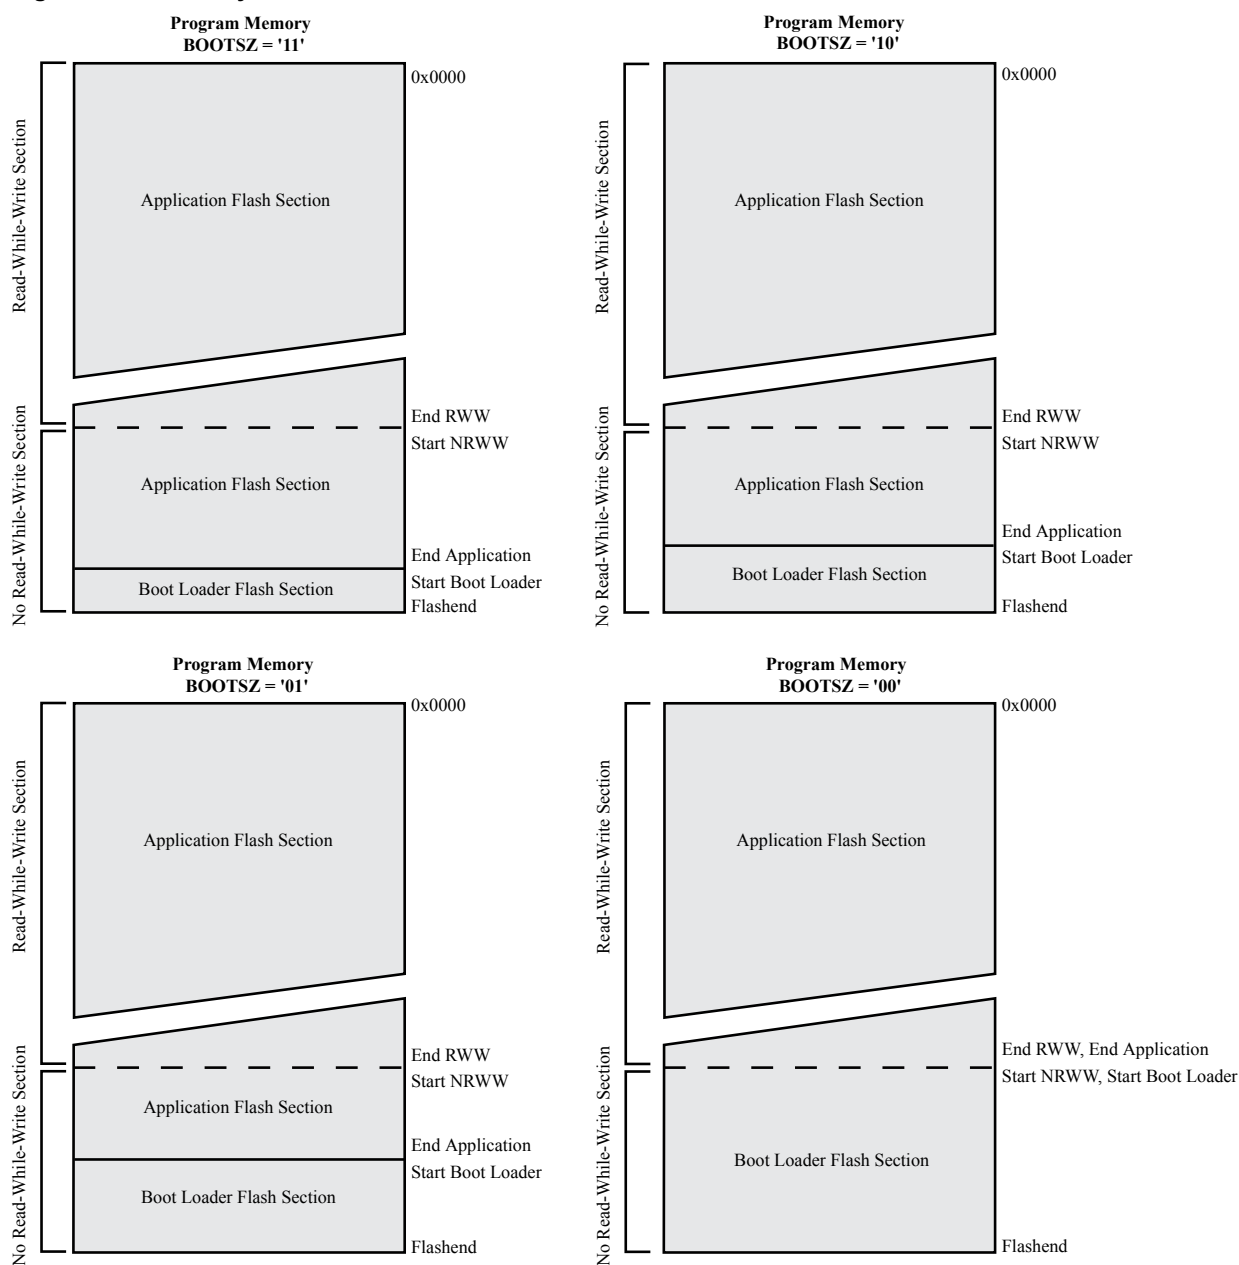 Program Memory
BOOTSZ = '11'
0x0000
Read-While-Write Section
Application Flash Section
End RWW
Start NRWW
No Read-While-Write Section
Application Flash Section
End Application
Start Boot Loader
Boot Loader Flash Section
Flashend
Program Memory
BOOTSZ = '10'
0x0000
Read-While-Write Section
Application Flash Section
End RWW
Start NRWW
No Read-While-Write Section
Application Flash Section
End Application
Start Boot Loader
Boot Loader Flash Section
Flashend
Program Memory
BOOTSZ = '01'
0x0000
Read-While-Write Section
Application Flash Section
End RWW
Start NRWW
No Read-While-Write Section
Application Flash Section
End Application
Start Boot Loader
Boot Loader Flash Section
Flashend
Program Memory
BOOTSZ = '00'
0x0000
Read-While-Write Section
Application Flash Section
End RWW, End Application
Start NRWW, Start Boot Loader
No Read-While-Write Section
Boot Loader Flash Section
Flashend